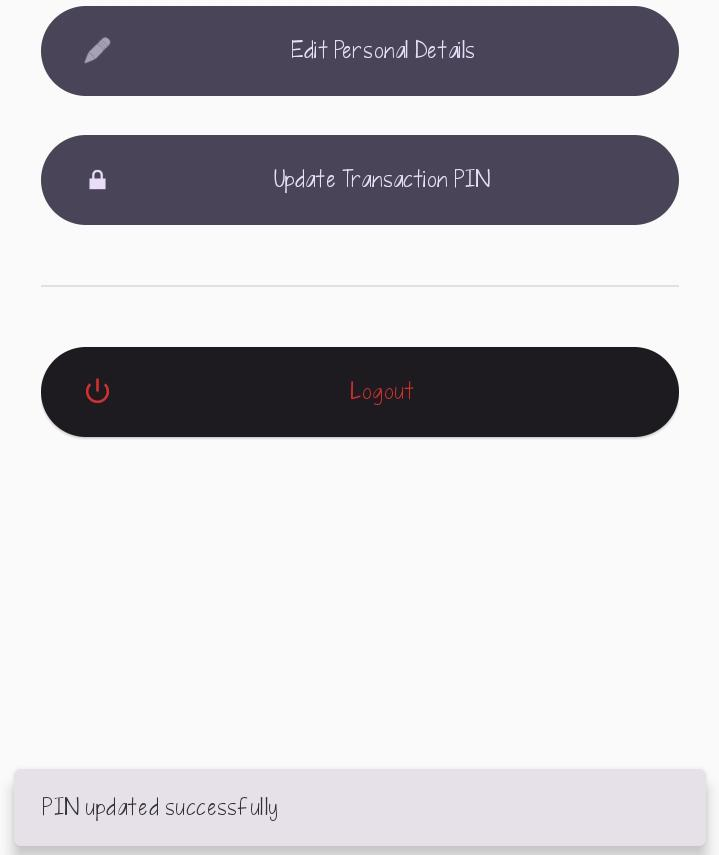 Edit Personal Details
Update Transaction PIN
Logout
PIN updated successfully